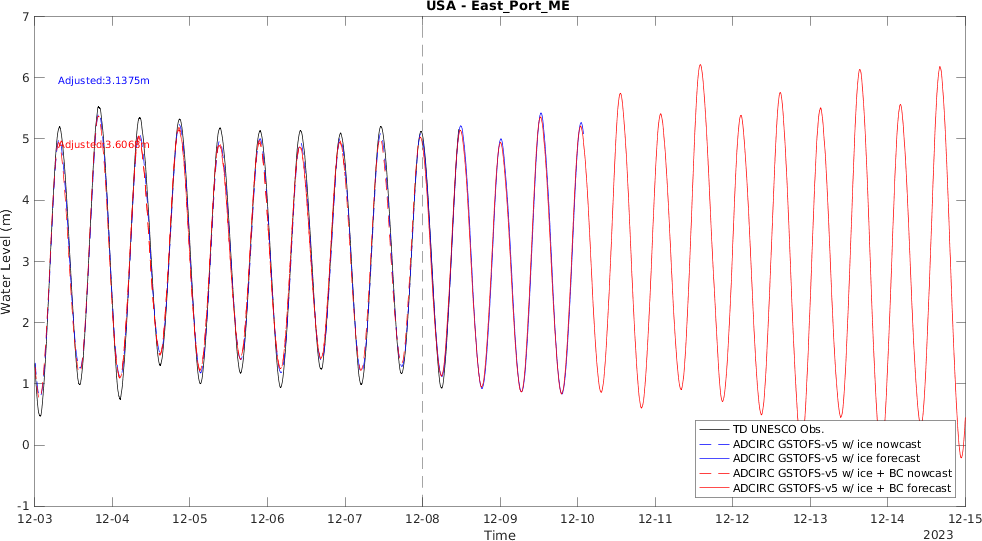 USA - East_Port_ME
7
6
5
4
3
2
1
0
-1
Water Level (m)
Adjusted:3.1375m
Adjusted:3.6063m
TD UNESCO Obs.
ADCIRC GSTOFS-v5 w/ ice nowcast
ADCIRC GSTOFS-v5 w/ ice forecast
ADCIRC GSTOFS-v5 w/ ice + BC nowcast
ADCIRC GSTOFS-v5 w/ ice + BC forecast
12-03 12-04 12-05 12-06 12-07 12-08 12-09 12-10 12-11 12-12 12-13 12-14 12-15
Time
2023